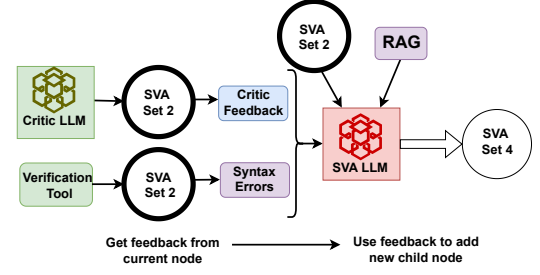 SVA
Set 2
RAG
Critic LLM
SVA
Set 2
Critic
Feedback
SVA LLM
SVA
Set 4
Verification
Tool
SVA
Set 2
Syntax
Errors
Get feedback from
current node
Use feedback to add
new child node